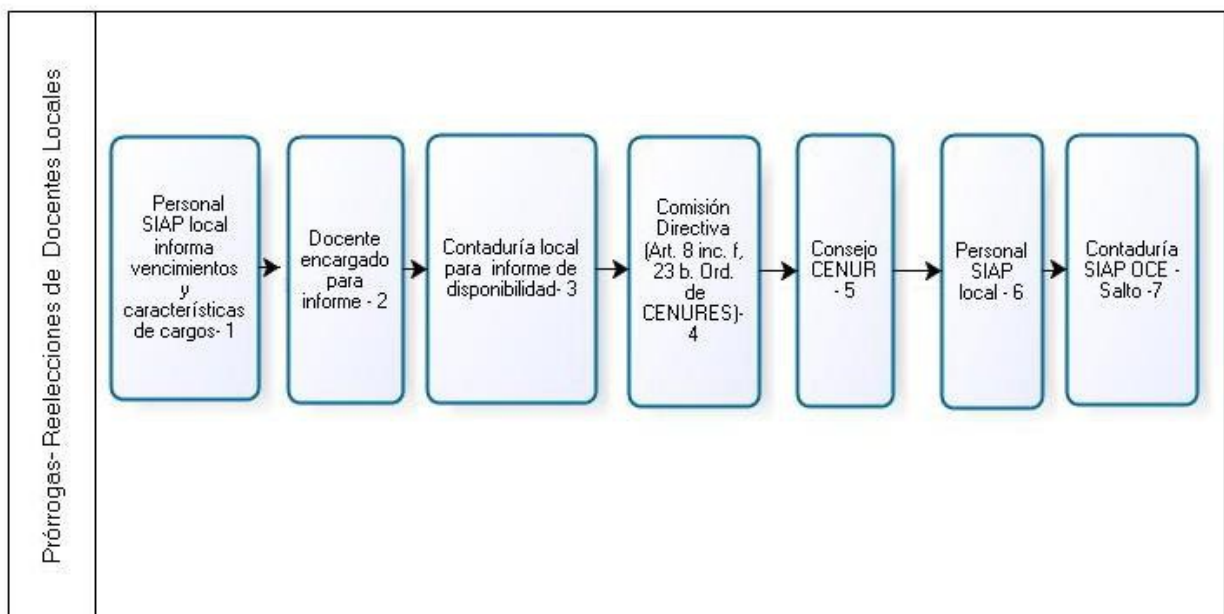 Prórrogas- Reelecciones de Docentes Locales
Personal
SIAP local
informa
vencimientos
y
características
de cargos- 1
Docente
encargado
para
informe - 2
Contaduría local
para informe de
disponibilidad- 3
Comisión
Directiva
(Art. 8 inc. f,
23 b. Ord.
de
CENURES)-
4
Consejo
CENUR
- 5
Personal
SIAP
local - 6
Contaduría
SIAP OCE -
Salto -7